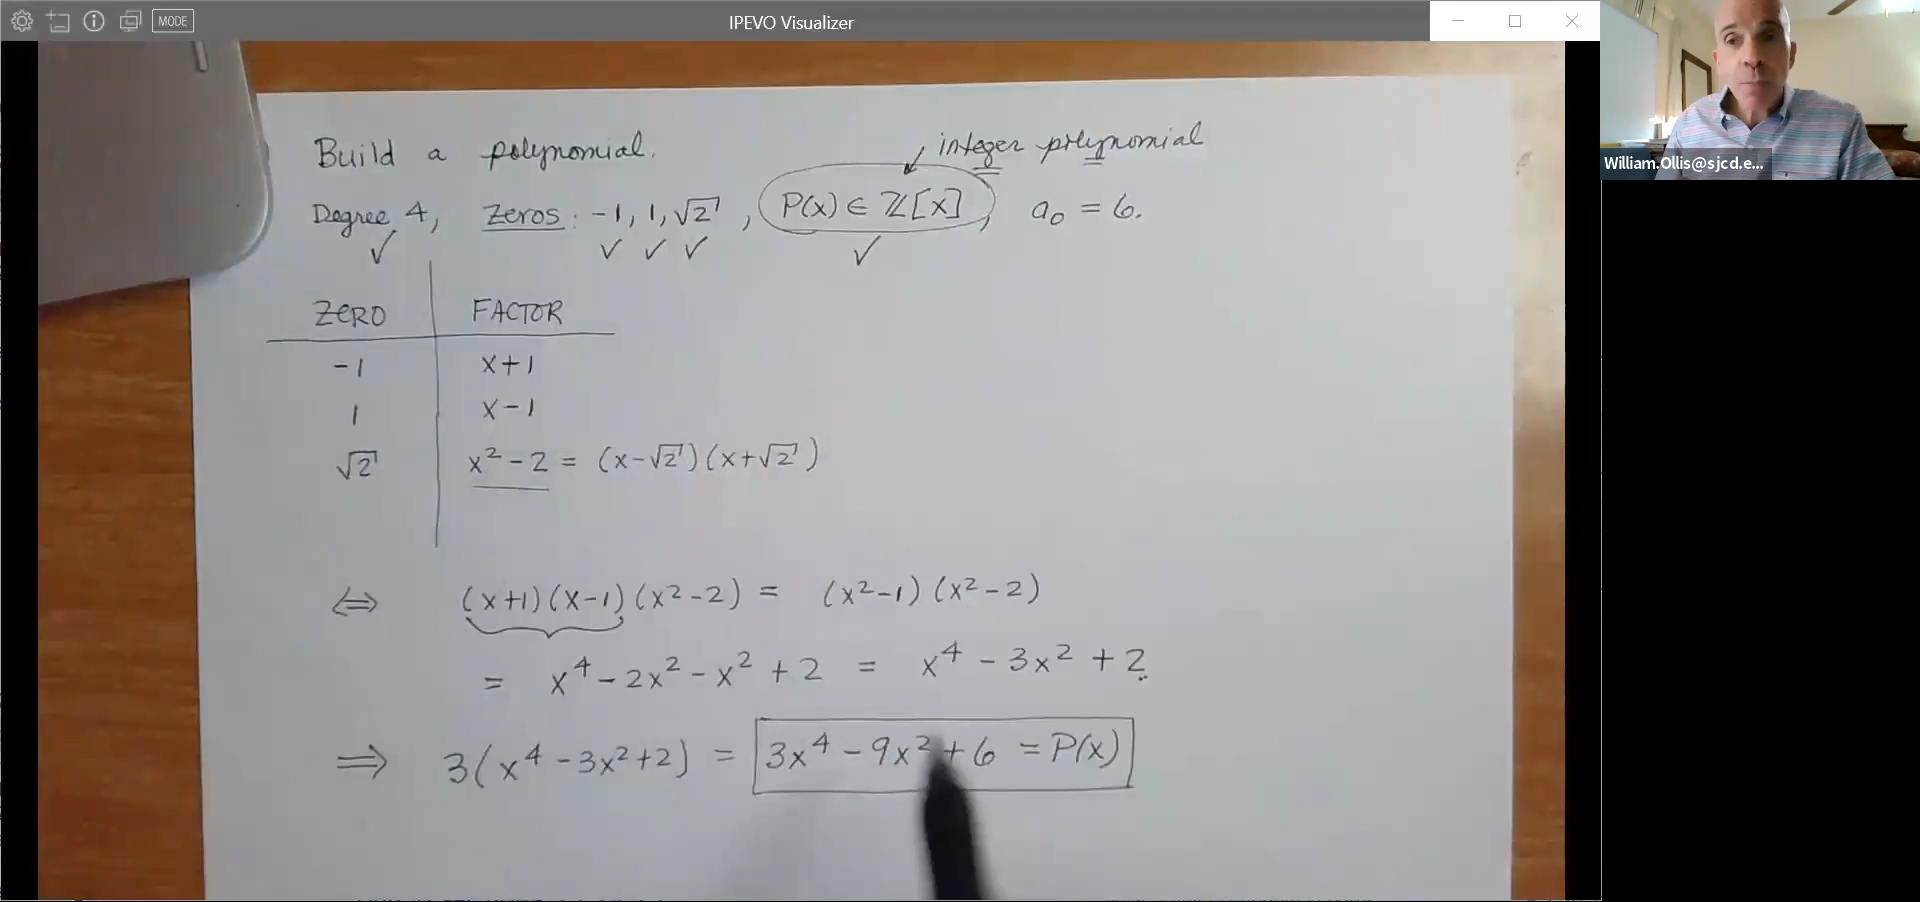 MODE
IPEVO Visualizer
William.Ollis@sjcd.e...
Build a polynomial.
integer polynomial
Degree 4, Zeros: -1, 1, √2, P(x) ∈ ℤ[x], a₀ = 6.
ZERO FACTOR
-1 x+1
1 x-1
√2 x² - 2 = (x-√2)(x+√2)
⇔ (x+1)(x-1)(x²-2) = (x²-1)(x²-2)
= x⁴ - 2x² - x² + 2 = x⁴ - 3x² + 2
⇒ 3(x⁴ - 3x² + 2) = 3x⁴ - 9x² + 6 = P(x)